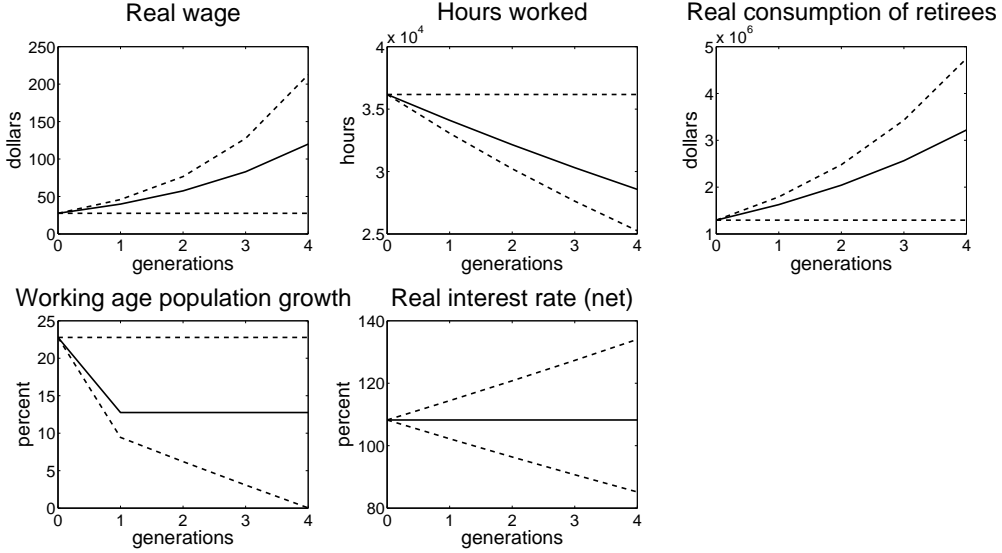 Real wage
250
200
150
100
50
0
dollars
0 1 2 3 4
generations
Hours worked
x 10^4
4
3.5
3
2.5
hours
0 1 2 3 4
generations
Real consumption of retirees
x 10^6
5
4
3
2
1
dollars
0 1 2 3 4
generations
Working age population growth
25
20
15
10
5
0
percent
0 1 2 3 4
generations
Real interest rate (net)
140
120
100
80
percent
0 1 2 3 4
generations